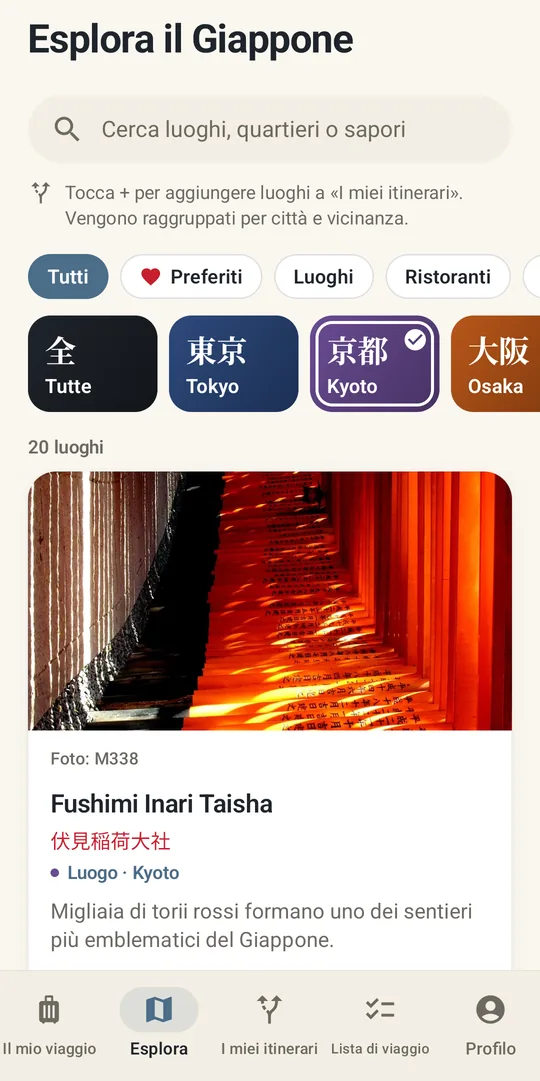 Esplora il Giappone
Cerca luoghi, quartieri o sapori
Tocca + per aggiungere luoghi a «I miei itinerari».
Vengono raggruppati per città e vicinanza.
Tutti
Preferiti
Luoghi
Ristoranti
全
Tutte
東京
Tokyo
京都
Kyoto
大阪
Osaka
20 luoghi
Foto: M338
Fushimi Inari Taisha
伏見稲荷大社
Luogo · Kyoto
Migliaia di torii rossi formano uno dei sentieri
più emblematici del Giappone.
Il mio viaggio
Esplora
I miei itinerari
Lista di viaggio
Profilo